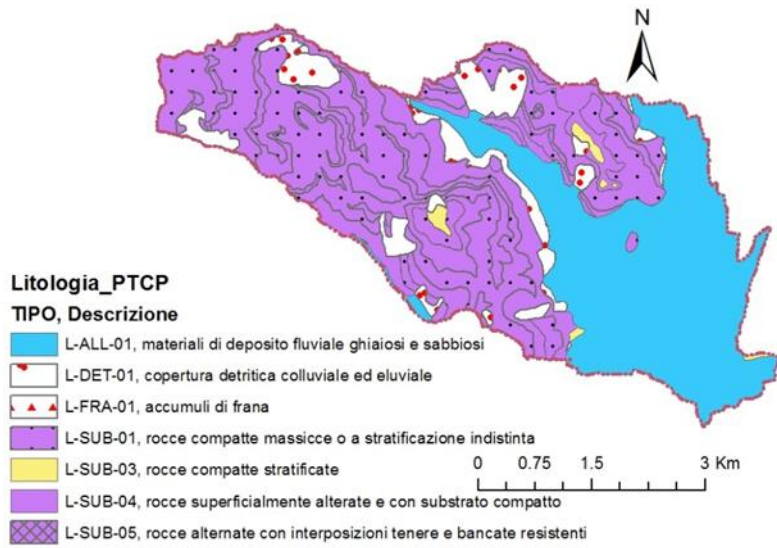 N
Litologia_PTCP
TIPO, Descrizione
L-ALL-01, materiali di deposito fluviale ghiaiosi e sabbiosi
L-DET-01, copertura detritica colluviale ed eluviale
L-FRA-01, accumuli di frana
L-SUB-01, rocce compatte massicce o a stratificazione indistinta
L-SUB-03, rocce compatte stratificate
L-SUB-04, rocce superficialmente alterate e con substrato compatto
L-SUB-05, rocce alternate con interposizioni tenere e bancate resistenti
0 0.75 1.5 3 Km